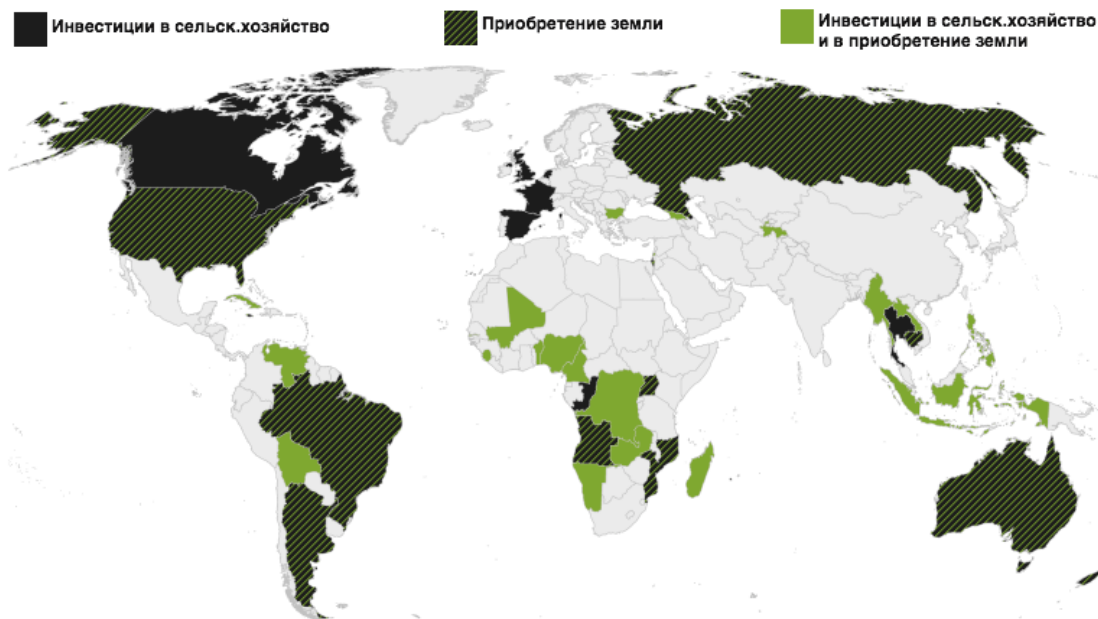 Инвестиции в сельск.хозяйство
Приобретение земли
Инвестиции в сельск.хозяйство
и в приобретение земли